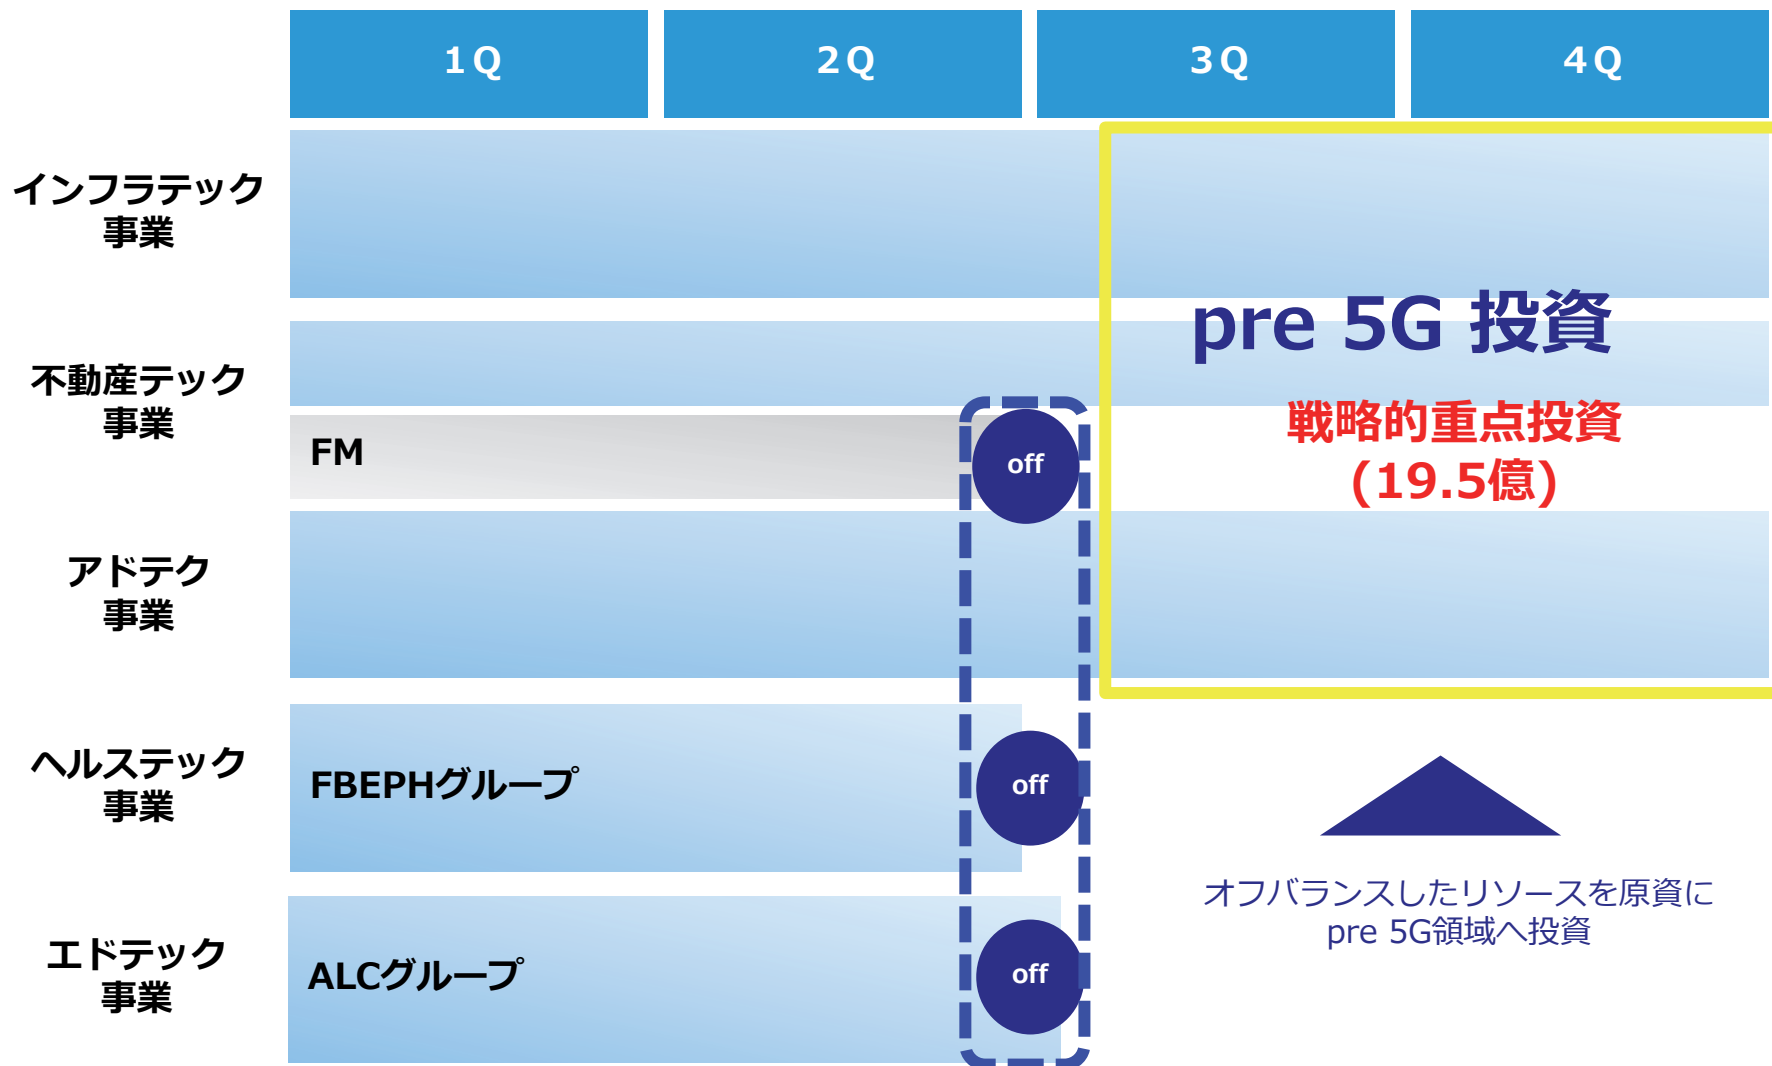 １Q
２Q
３Q
４Q
インフラテック
事業
不動産テック
事業
FM
off
pre 5G 投資
戦略的重点投資
(19.5億)
アドテク
事業
ヘルステック
事業
FBEPHグループ
off
エドテック
事業
ALCグループ
off
オフバランスしたリソースを原資に
pre 5G領域へ投資